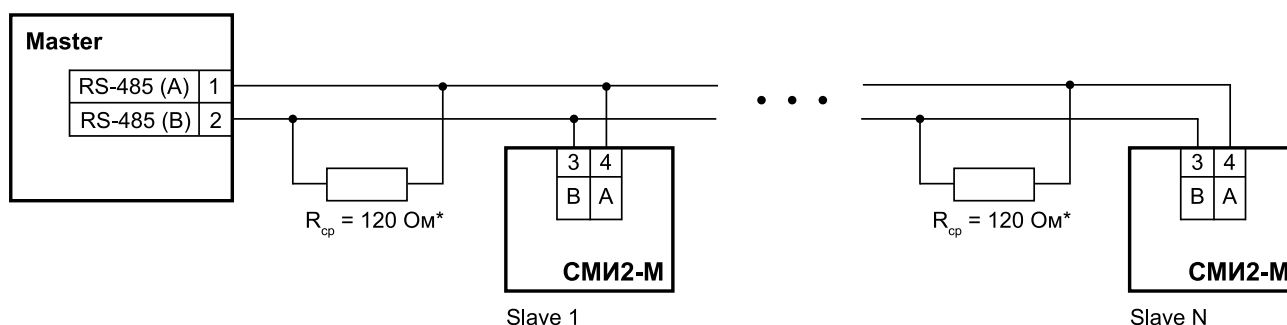 Master
RS-485 (A) 1
RS-485 (B) 2
Rср = 120 Ом*
3 4
B A
СМИ2-М
Slave 1
Rср = 120 Ом*
3 4
B A
СМИ2-М
Slave N